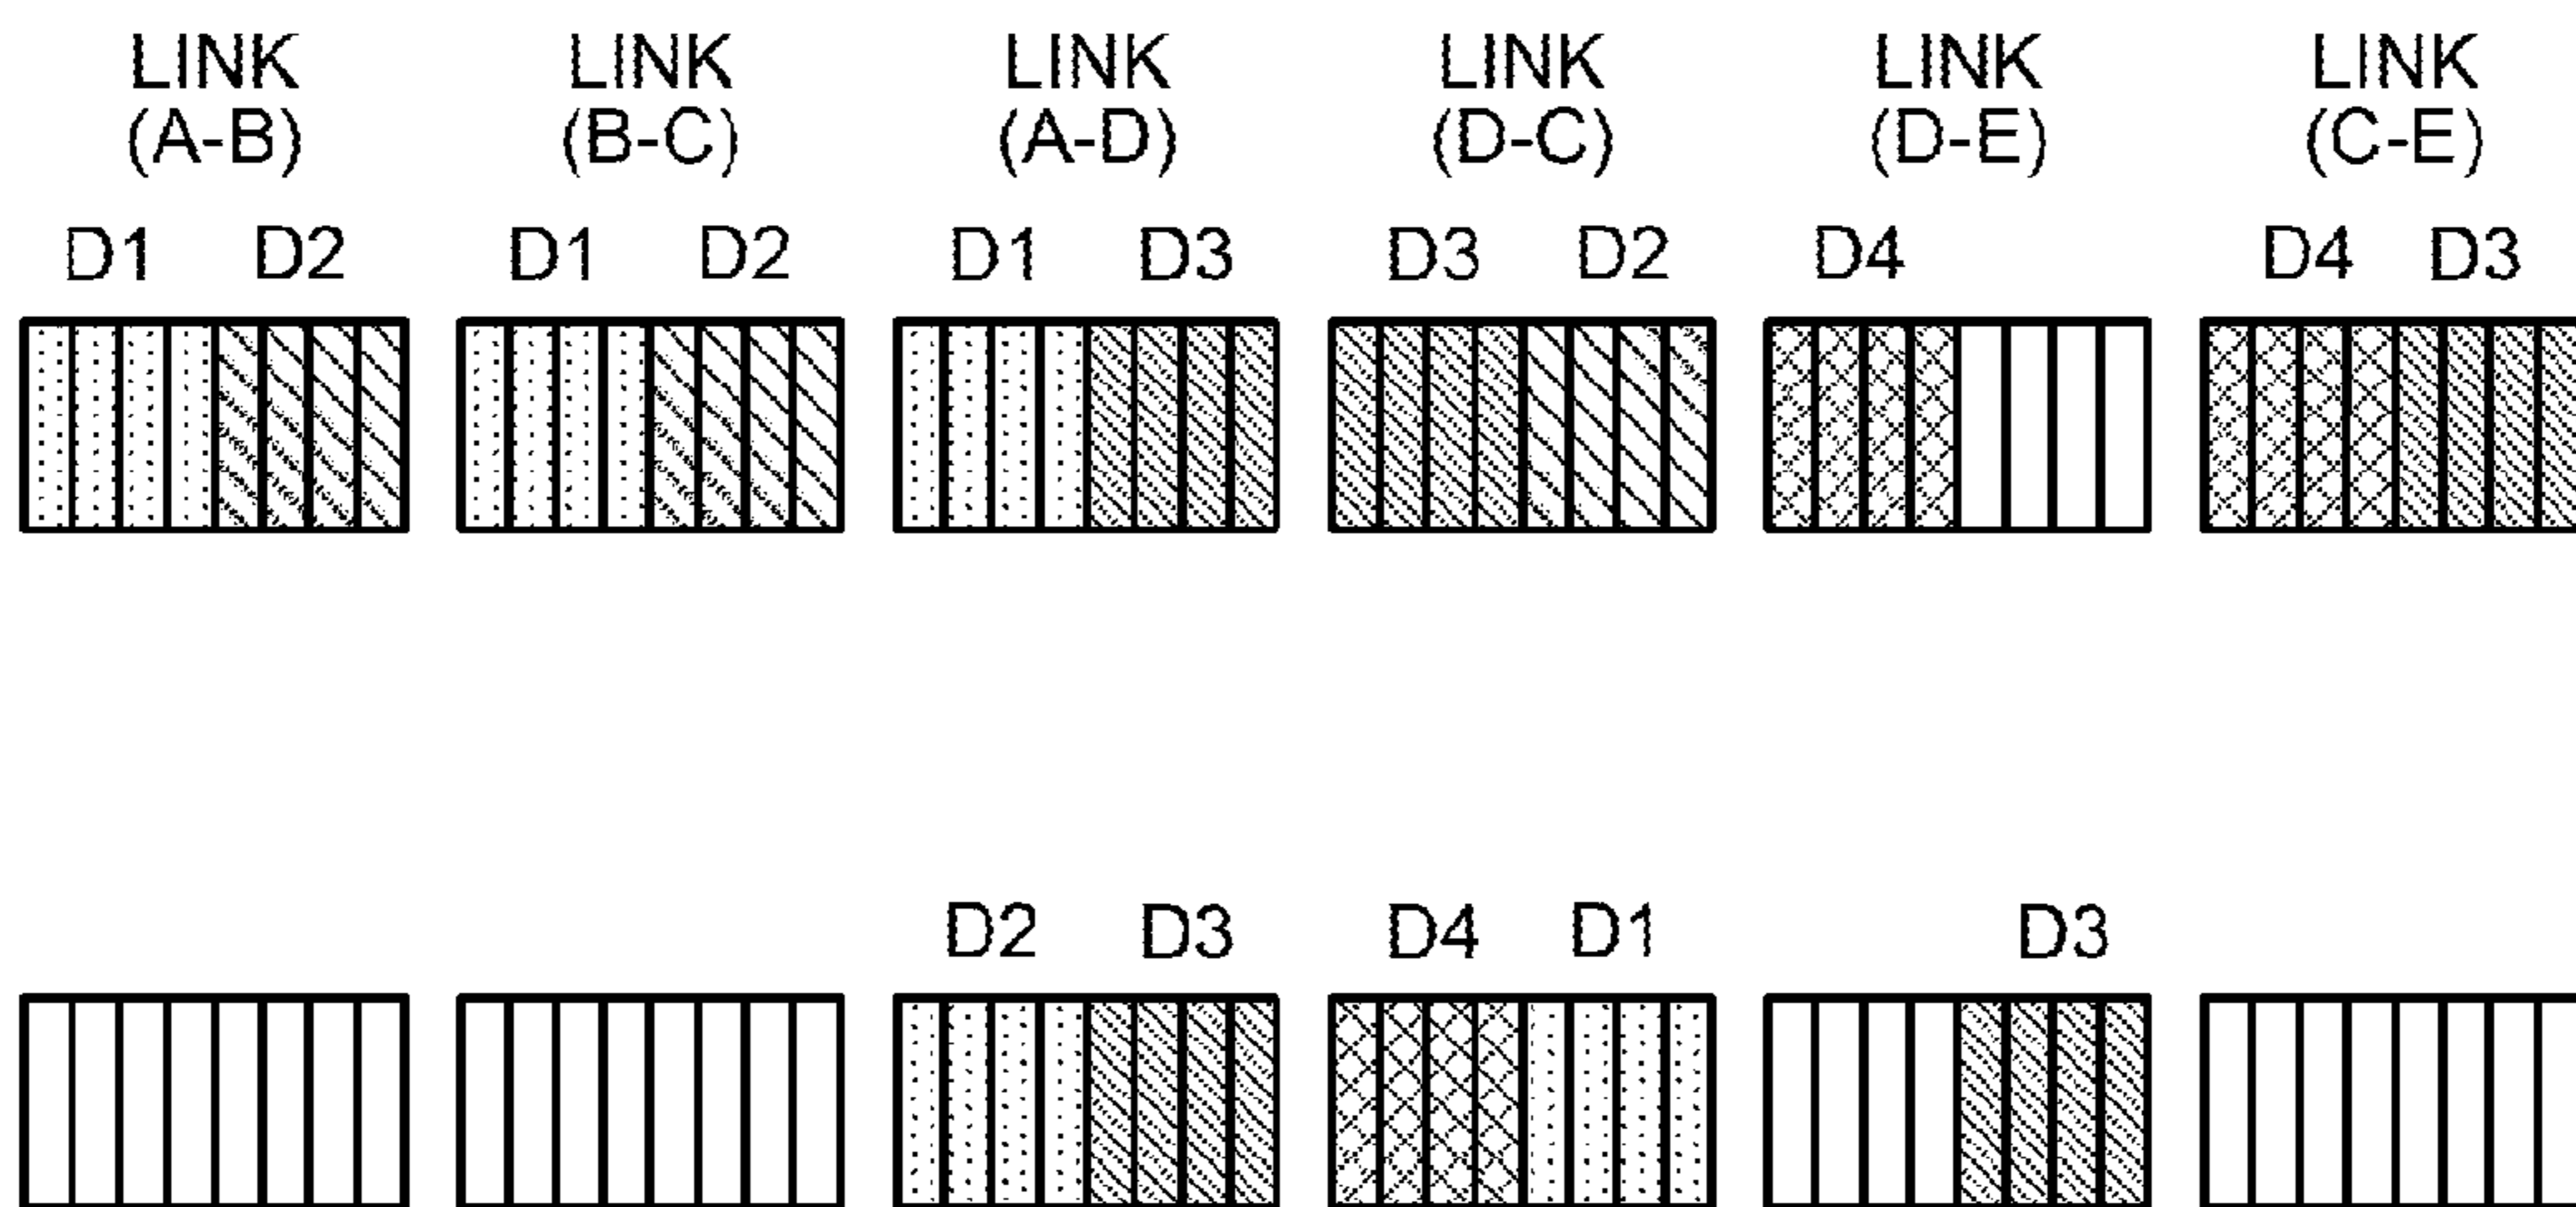 LINK LINK LINK LINK LINK LINK
(A-B) (B-C) (A-D) (D-C) (D-E) (C-E)
D1 D2 D1 D2 D1 D3 D3 D2 D4 D4 D3
D2 D3 D4 D1 D3